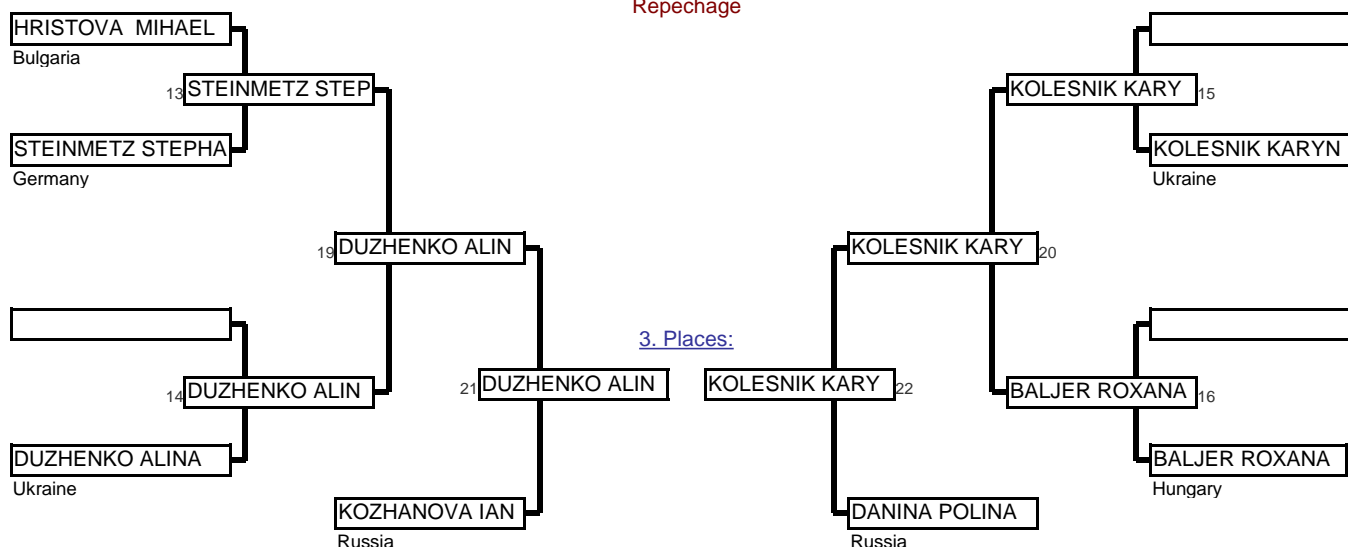 Repechage
HRISTOVA MIHAEL
Bulgaria
13 STEINMETZ STEP
KOLESNIK KARY 15
STEINMETZ STEPHA
Germany
KOLESNIK KARYN
Ukraine
19 DUZHENKO ALIN
KOLESNIK KARY 20
3. Places:
14 DUZHENKO ALIN
21 DUZHENKO ALIN
KOLESNIK KARY 22
BALJER ROXANA 16
DUZHENKO ALINA
Ukraine
BALJER ROXANA
Hungary
KOZHANOVA IAN
Russia
DANINA POLINA
Russia